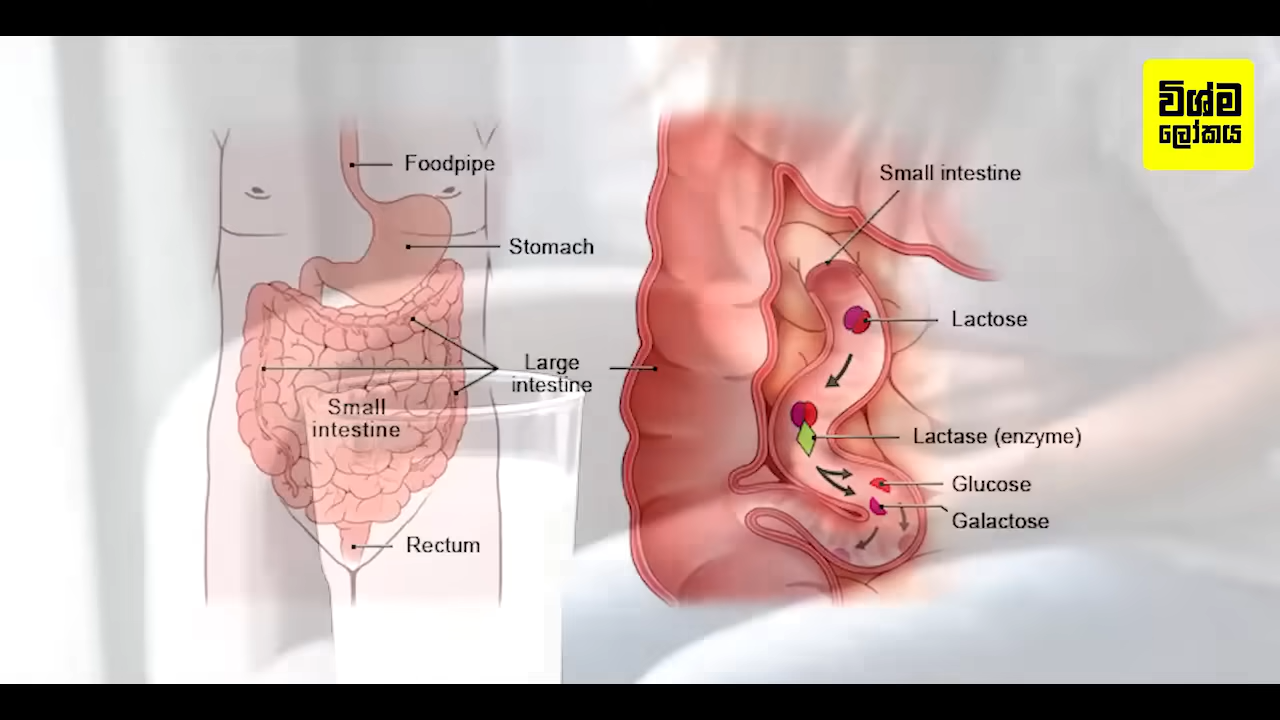 විශ්ම
ලෝකය
Foodpipe
Stomach
Large
intestine
Small
intestine
Rectum
Small intestine
Lactose
Lactase (enzyme)
Glucose
Galactose